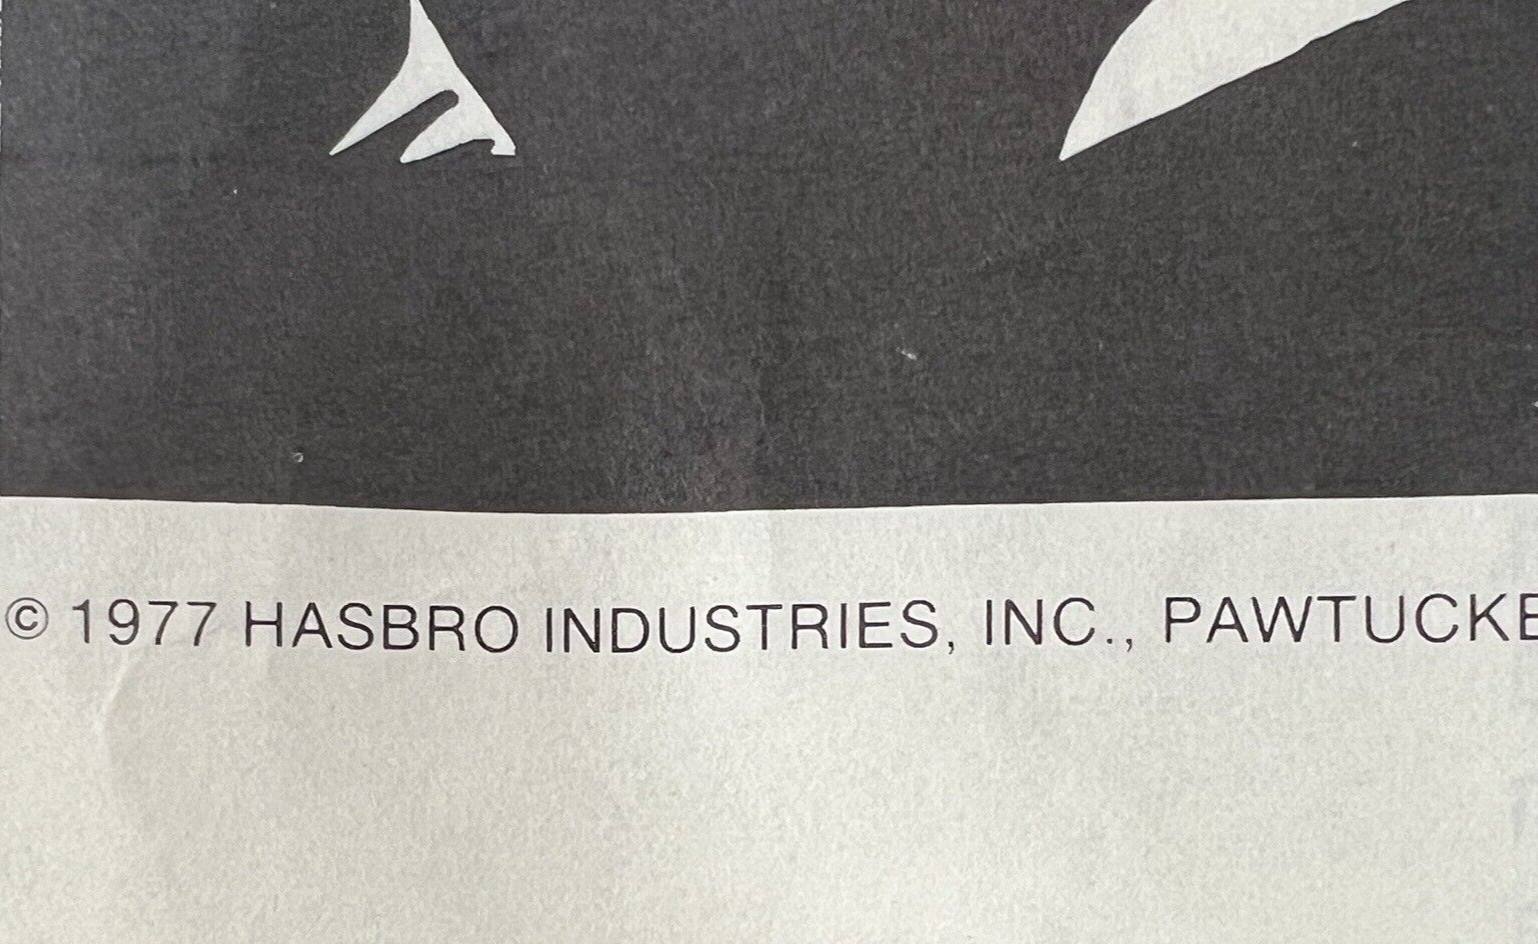 © 1977 HASBRO INDUSTRIES, INC., PAWTUCKE